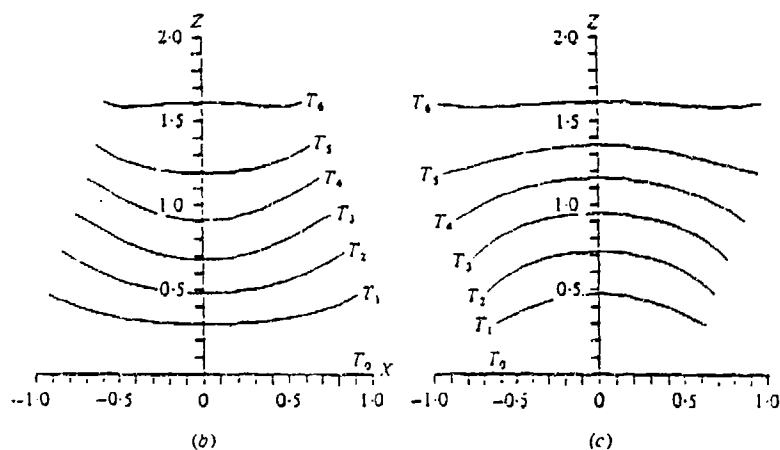 Z
2·0
T₆
1·5
T₅
T₄
1·0
T₃
T₂
0·5
T₁
T₀ X
-1·0 -0·5 0 0·5 1·0
(b)
Z
2·0
T₆
1·5
T₅
T₄
1·0
T₃
T₂
0·5
T₁
T₀
-1·0 -0·5 0 0·5 1·0
(c)